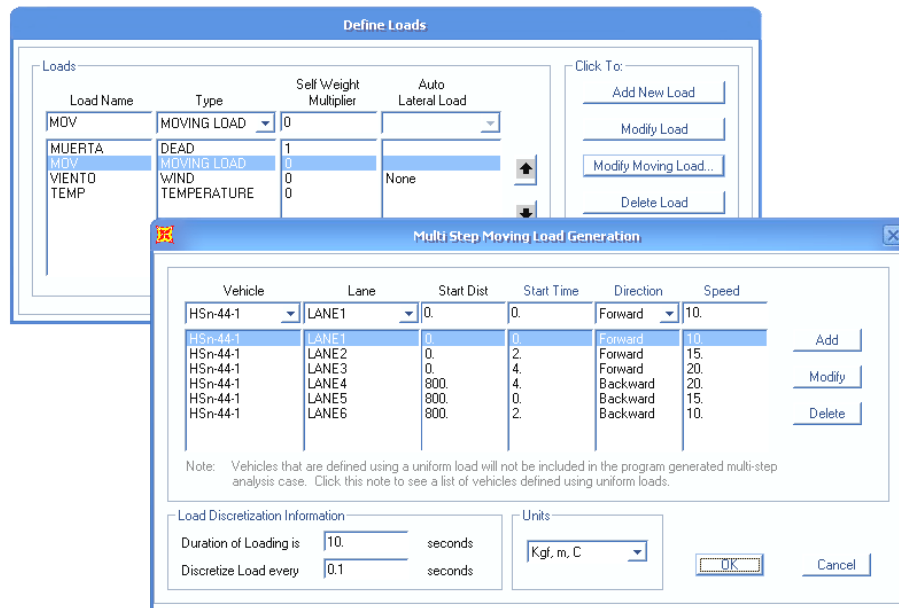 Define Loads
Loads
Click To:
Load Name Type Self Weight Multiplier Auto Lateral Load
MOV MOVING LOAD 0
MUERTA DEAD 1
MOV MOVING LOAD 0
VIENTO WIND 0 None
TEMP TEMPERATURE 0
Add New Load
Modify Load
Modify Moving Load...
Delete Load
Multi Step Moving Load Generation
Vehicle Lane Start Dist Start Time Direction Speed
HSn-44-1 LANE1 0. 0. Forward 10.
HSn-44-1 LANE1 0. 0. Forward 10.
HSn-44-1 LANE2 0. 2. Forward 15.
HSn-44-1 LANE3 0. 4. Forward 20.
HSn-44-1 LANE4 800. 4. Backward 20.
HSn-44-1 LANE5 800. 0. Backward 15.
HSn-44-1 LANE6 800. 2. Backward 10.
Add
Modify
Delete
Note: Vehicles that are defined using a uniform load will not be included in the program generated multi-step
analysis case. Click this note to see a list of vehicles defined using uniform loads.
Load Discretization Information
Duration of Loading is 10. seconds
Discretize Load every 0.1 seconds
Units
Kgf, m, C
OK
Cancel